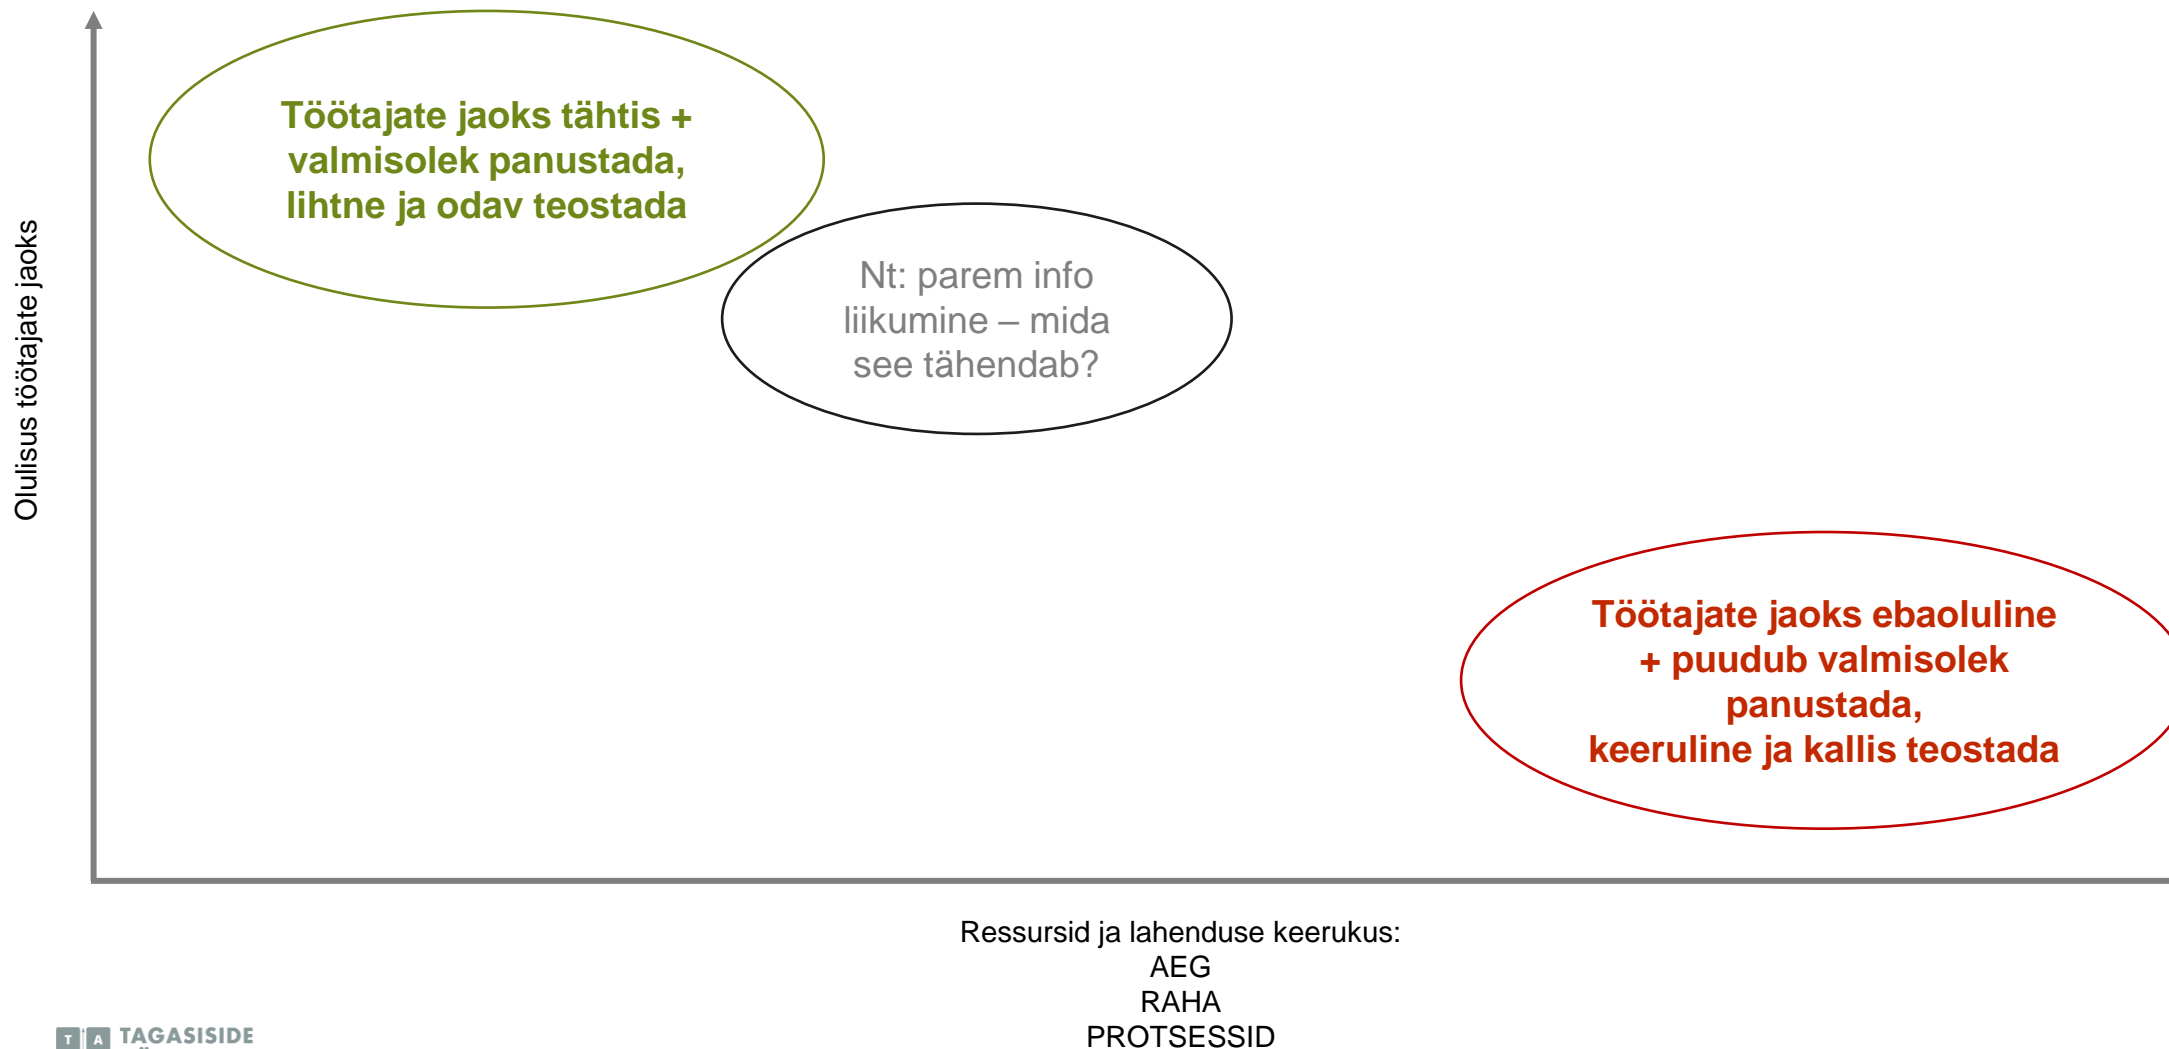 Töötajate jaoks tähtis +
valmisolek panustada,
lihtne ja odav teostada
Olulisus töötajate jaoks
Nt: parem info
liikumine – mida
see tähendab?
Töötajate jaoks ebaoluline
+ puudub valmisolek
panustada,
keeruline ja kallis teostada
Ressursid ja lahenduse keerukus:
AEG
RAHA
PROTSESSID
T A TAGASISIDE